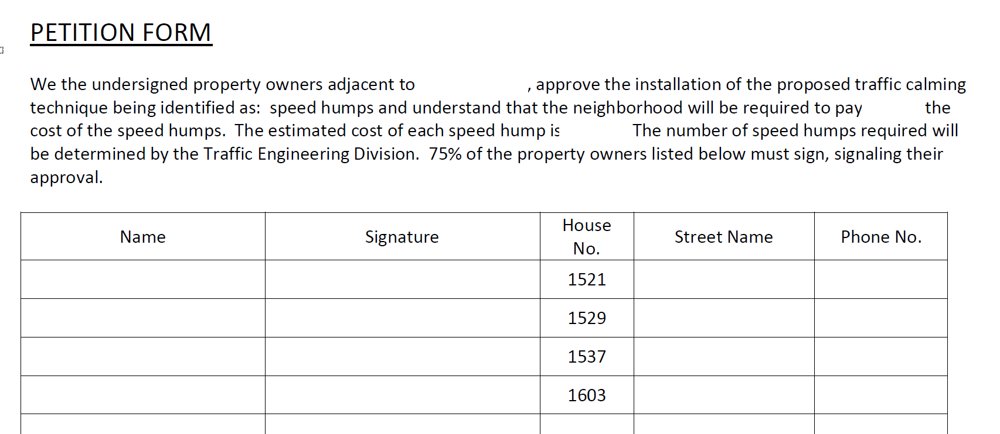 PETITION FORM
We the undersigned property owners adjacent to , approve the installation of the proposed traffic calming
technique being identified as: speed humps and understand that the neighborhood will be required to pay the
cost of the speed humps. The estimated cost of each speed hump is The number of speed humps required will
be determined by the Traffic Engineering Division. 75% of the property owners listed below must sign, signaling their
approval.
Name Signature House No. Street Name Phone No.
1521
1529
1537
1603